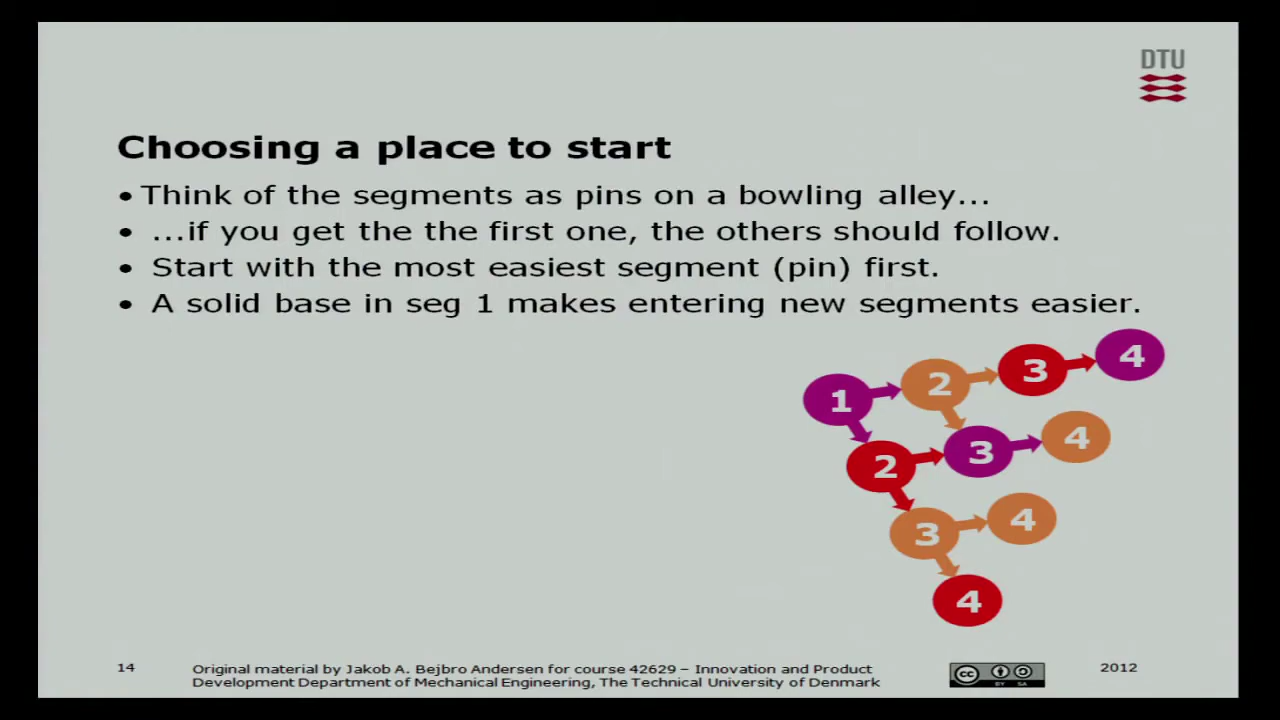 DTU
Choosing a place to start
• Think of the segments as pins on a bowling alley...
• ...if you get the the first one, the others should follow.
• Start with the most easiest segment (pin) first.
• A solid base in seg 1 makes entering new segments easier.
1
2
3
4
2
3
4
3
4
4
14
Original material by Jakob A. Bejbro Andersen for course 42629 – Innovation and Product
Development Department of Mechanical Engineering, The Technical University of Denmark
cc
BY SA
2012